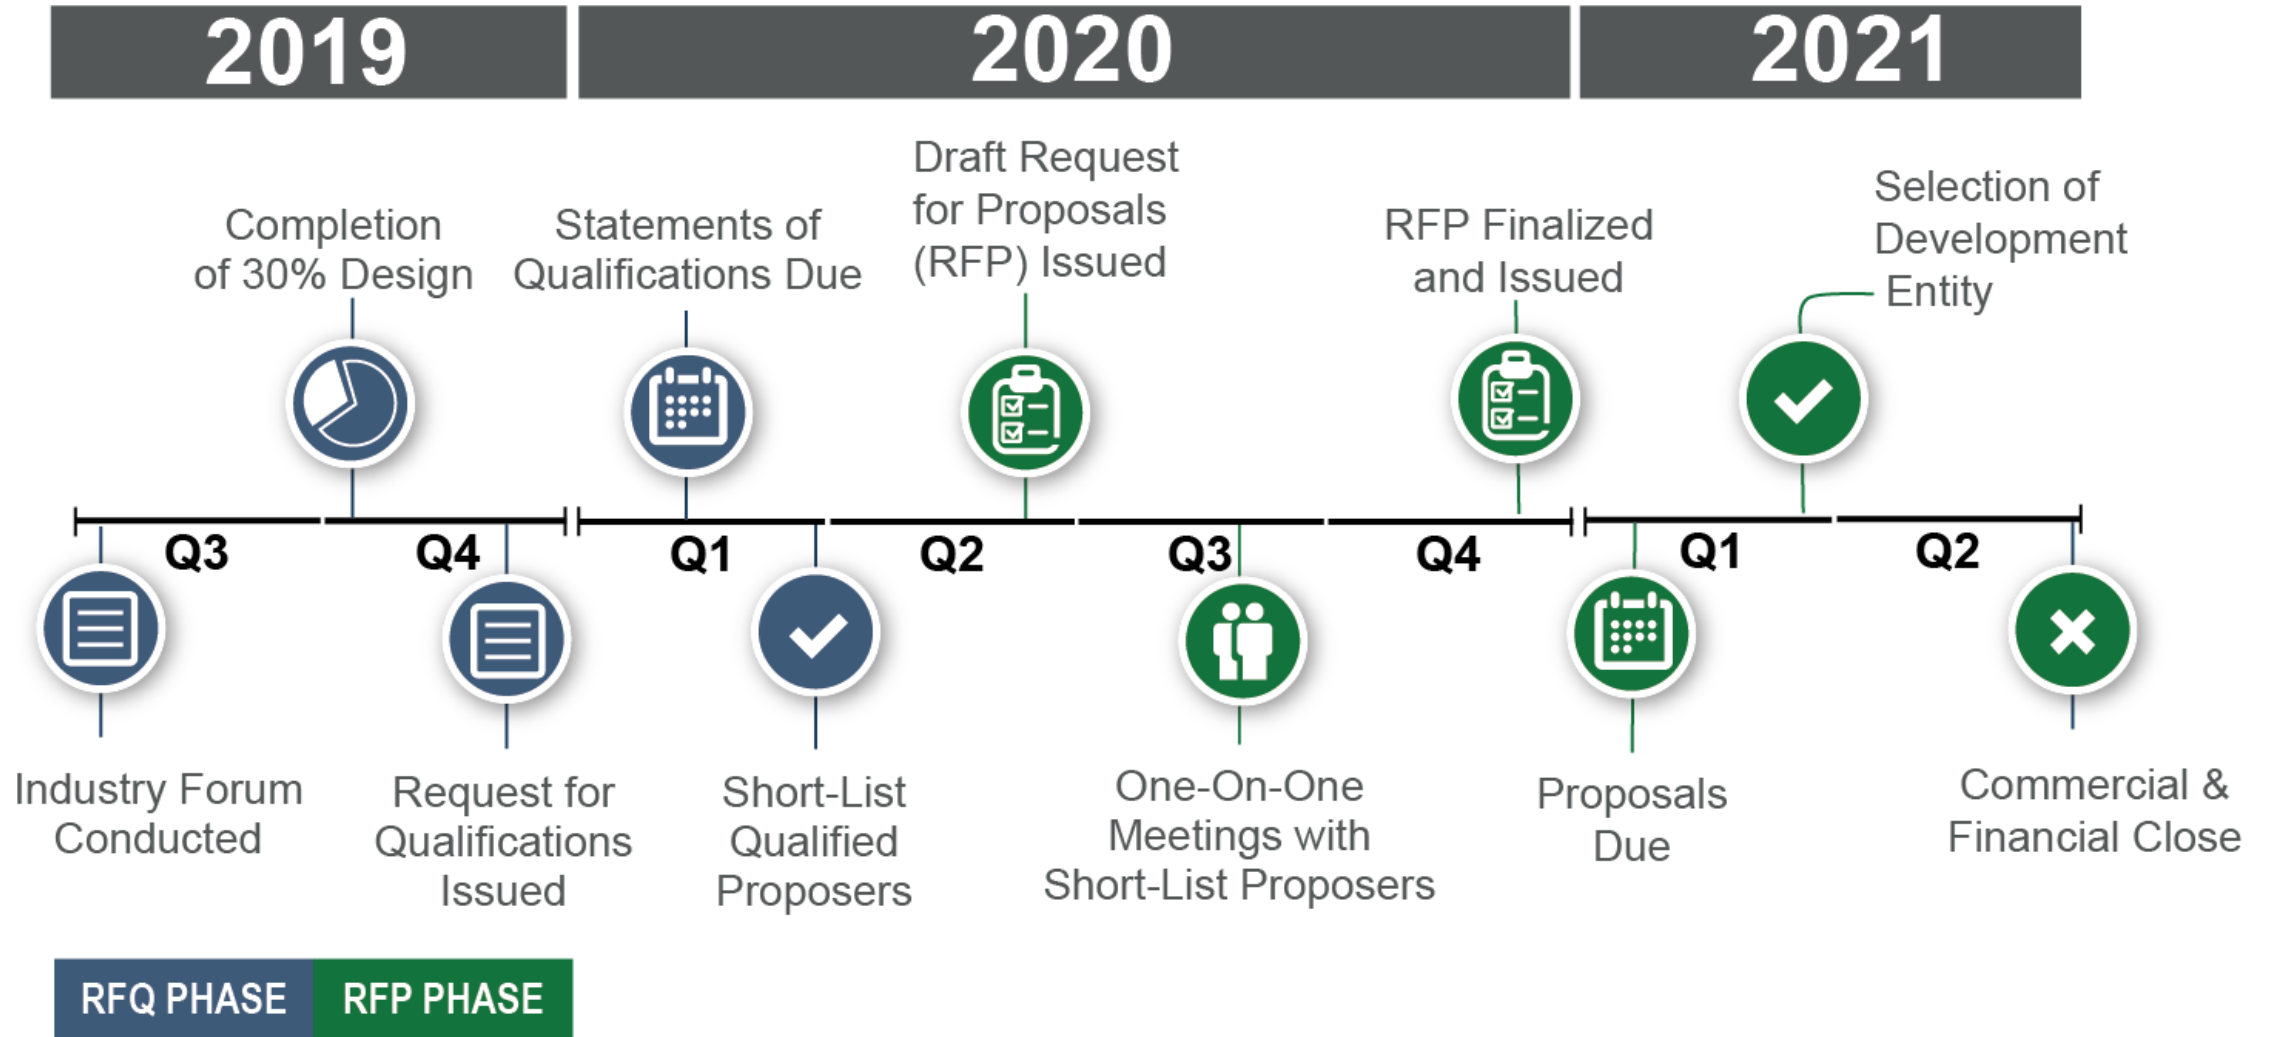 2019
2020
2021
Completion
of 30% Design
Statements of
Qualifications Due
Draft Request
for Proposals
(RFP) Issued
RFP Finalized
and Issued
Selection of
Development
Entity
Q3
Q4
Q1
Q2
Q3
Q4
Q1
Q2
Industry Forum
Conducted
Request for
Qualifications
Issued
Short-List
Qualified
Proposers
One-On-One
Meetings with
Short-List Proposers
Proposals
Due
Commercial &
Financial Close
RFQ PHASE
RFP PHASE